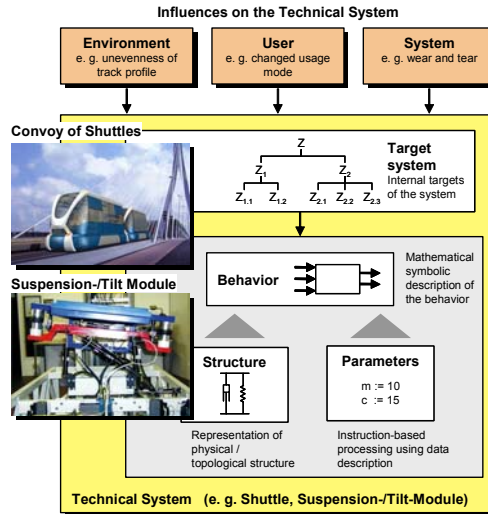 Influences on the Technical System
Environment
e. g. unevenness of
track profile
User
e. g. changed usage
mode
System
e. g. wear and tear
Convoy of Shuttles
Z
Z1 Z2
Z1.1 Z1.2 Z2.1 Z2.2 Z2.3
Target
system
Internal targets
of the system
Behavior
Mathematical
symbolic
description of
the behavior
Suspension-/Tilt Module
Structure
Parameters
m := 10
c := 15
Representation of
physical /
topological structure
Instruction-based
processing using data
description
Technical System (e. g. Shuttle, Suspension-/Tilt-Module)